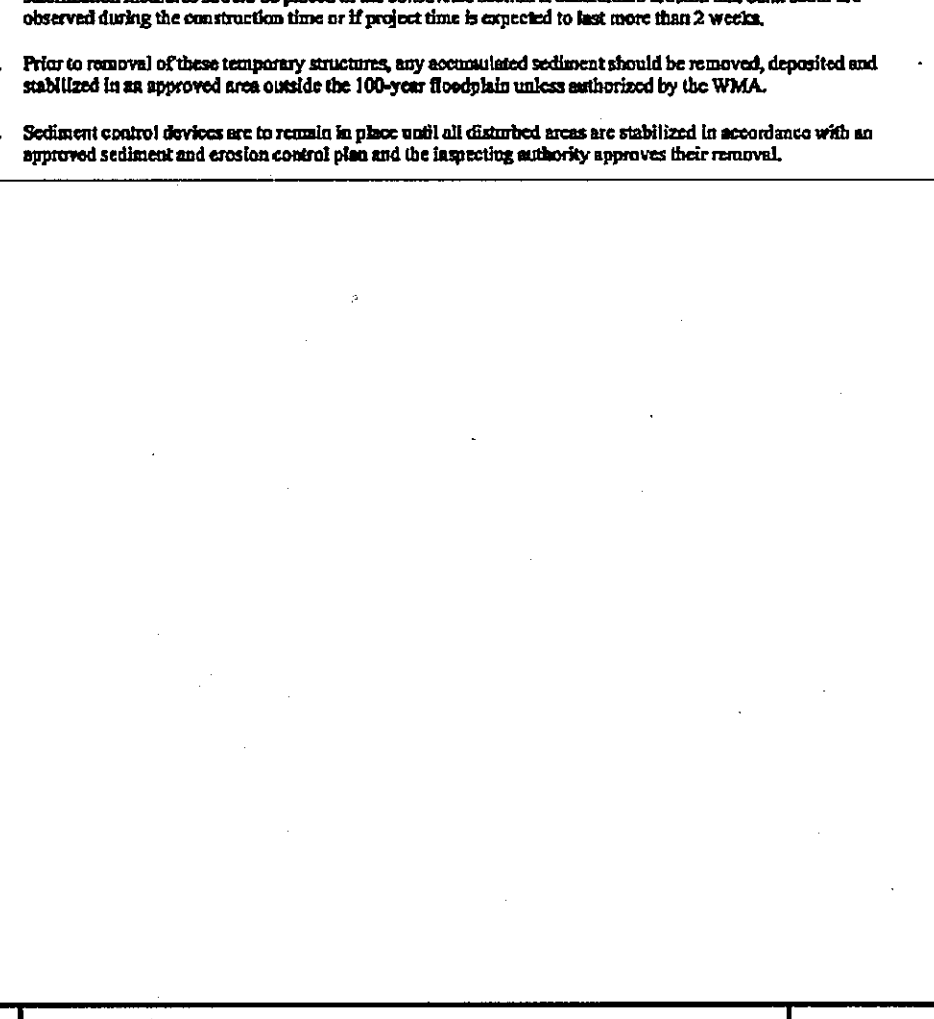 observed during the construction time or if project time is expected to last more than 2 weeks.
Prior to removal of these temporary structures, any accumulated sediment should be removed, deposited and
stabilized in an approved area outside the 100-year floodplain unless authorized by the WMA.
Sediment control devices are to remain in place until all disturbed areas are stabilized in accordance with an
approved sediment and erosion control plan and the inspecting authority approves their removal.